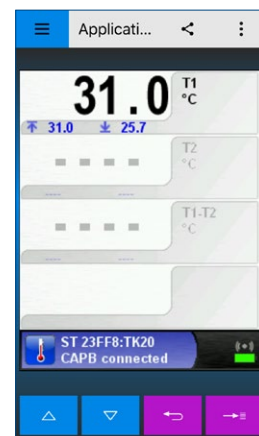 Applicati...
31.0 T1
°C
31.0 25.7
T2
°C
T1-T2
°C
ST 23FF8:TK20
CAPB connected